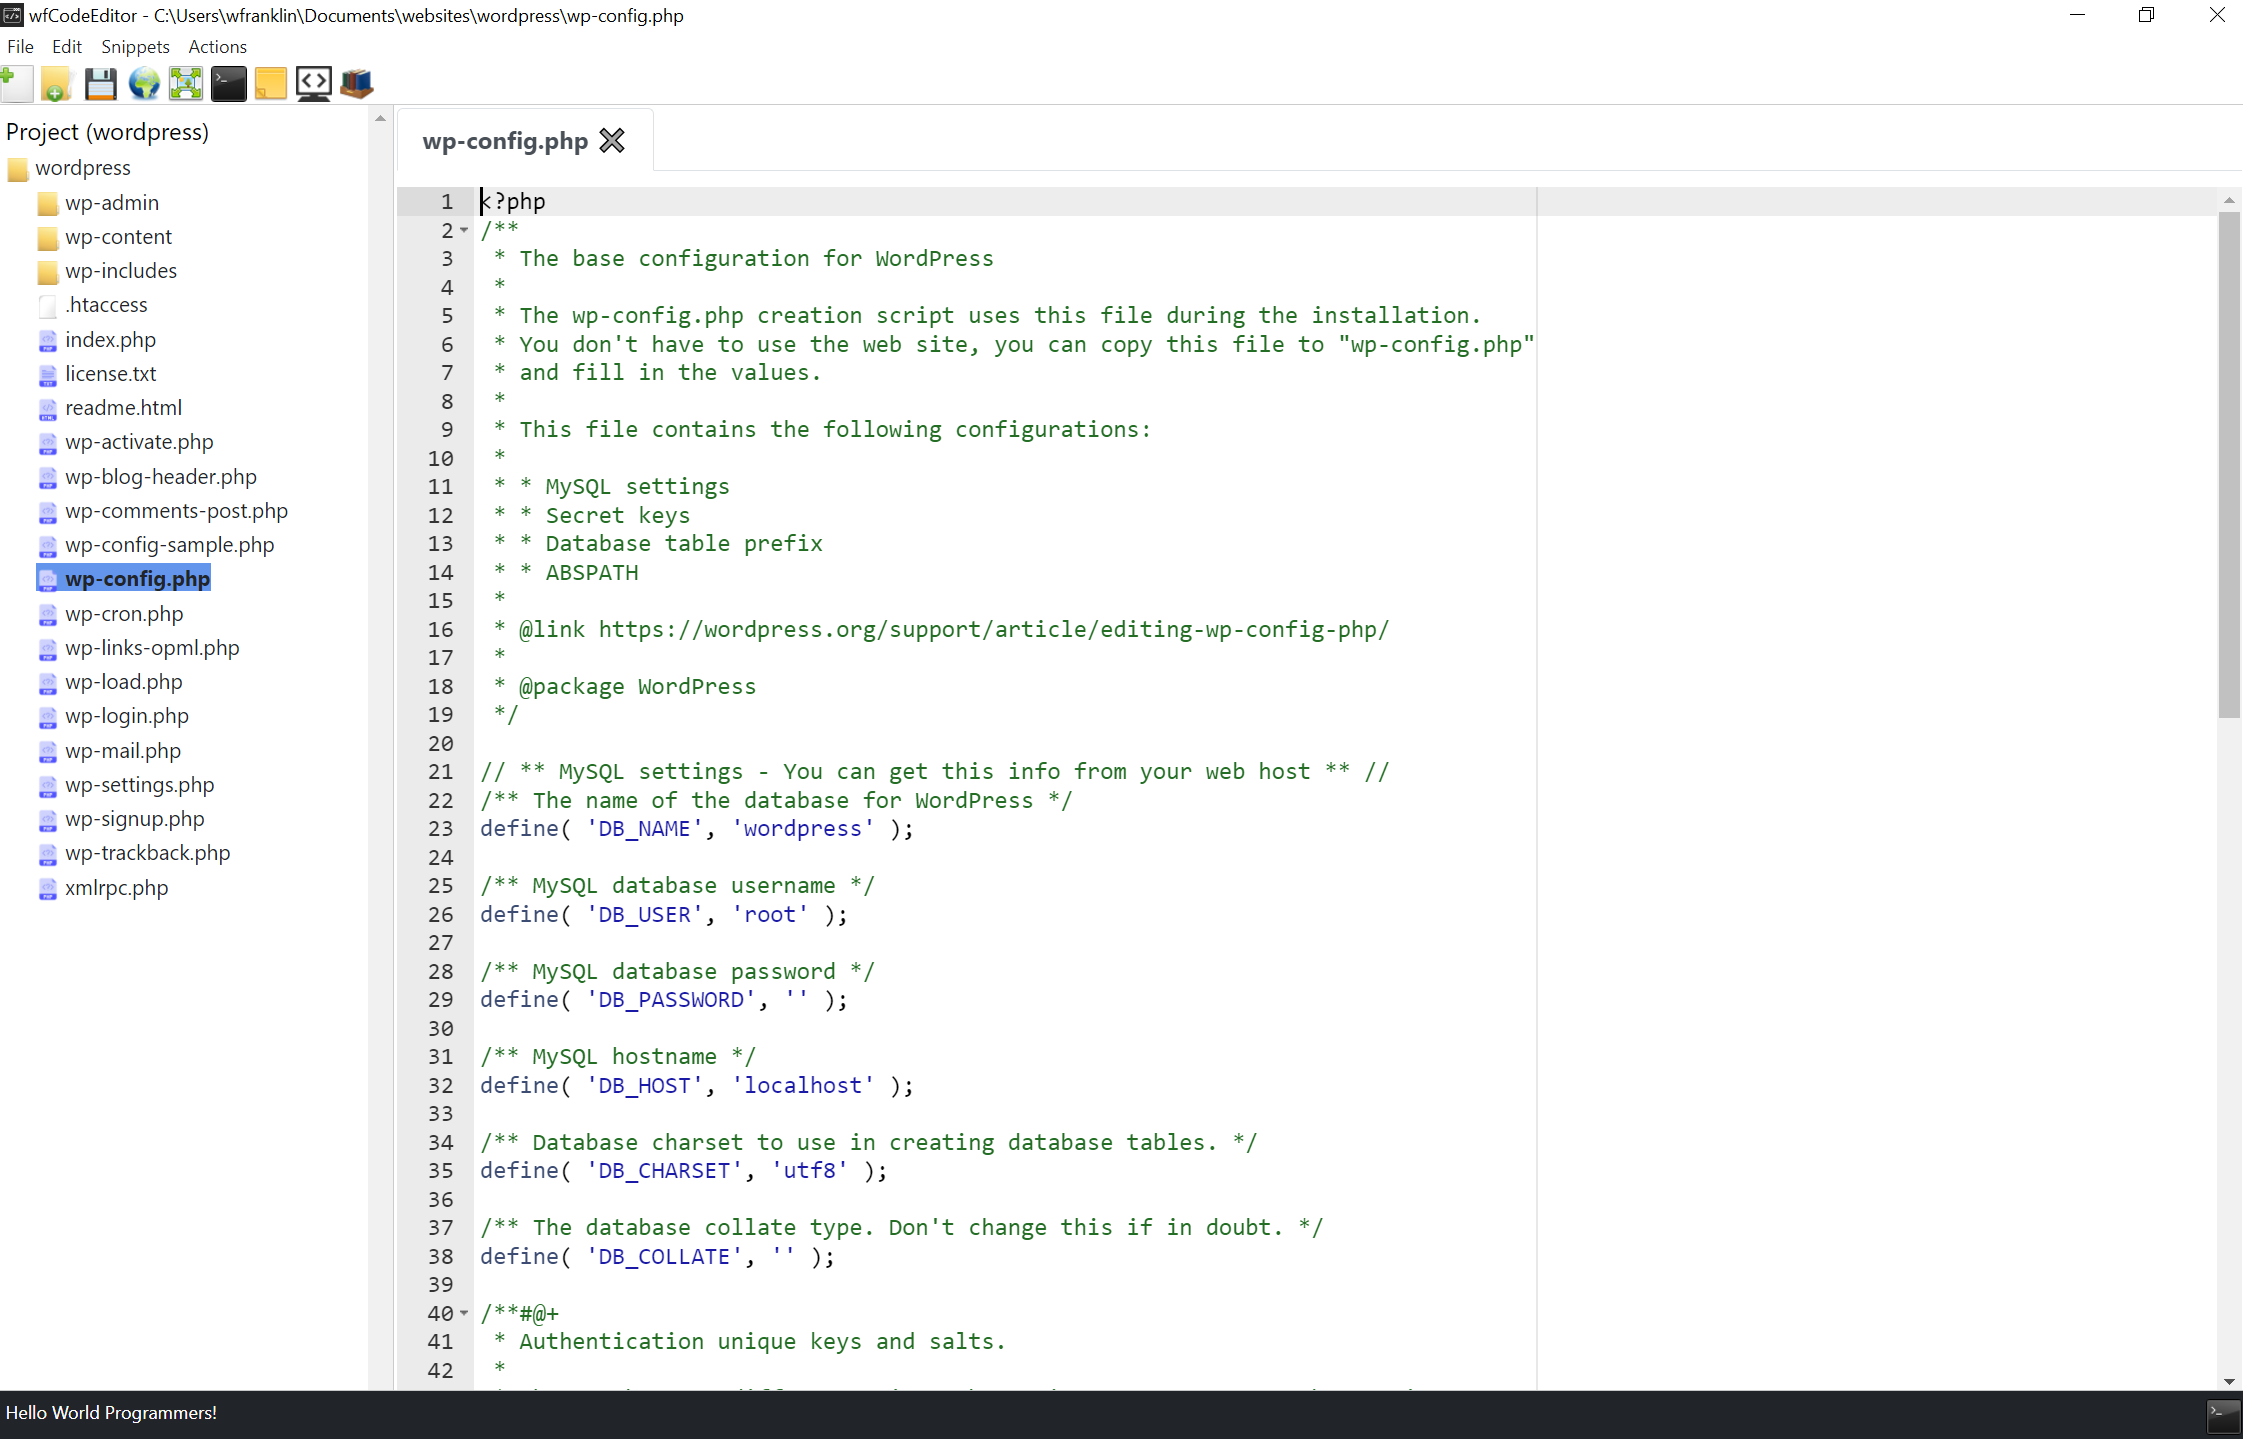 wfCodeEditor - C:\Users\wfranklin\Documents\websites\wordpress\wp-config.php
File Edit Snippets Actions
Project (wordpress)
wordpress
wp-admin
wp-content
wp-includes
.htaccess
index.php
license.txt
readme.html
wp-activate.php
wp-blog-header.php
wp-comments-post.php
wp-config-sample.php
wp-config.php
wp-cron.php
wp-links-opml.php
wp-load.php
wp-login.php
wp-mail.php
wp-settings.php
wp-signup.php
wp-trackback.php
xmlrpc.php
wp-config.php
1 <?php
2 /**
3 * The base configuration for WordPress
4 *
5 * The wp-config.php creation script uses this file during the installation.
6 * You don't have to use the web site, you can copy this file to "wp-config.php"
7 * and fill in the values.
8 *
9 * This file contains the following configurations:
10 *
11 * * MySQL settings
12 * * Secret keys
13 * * Database table prefix
14 * * ABSPATH
15 *
16 * @link https://wordpress.org/support/article/editing-wp-config-php/
17 *
18 * @package WordPress
19 */
20
21 // ** MySQL settings - You can get this info from your web host ** //
22 /** The name of the database for WordPress */
23 define( 'DB_NAME', 'wordpress' );
24
25 /** MySQL database username */
26 define( 'DB_USER', 'root' );
27
28 /** MySQL database password */
29 define( 'DB_PASSWORD', '' );
30
31 /** MySQL hostname */
32 define( 'DB_HOST', 'localhost' );
33
34 /** Database charset to use in creating database tables. */
35 define( 'DB_CHARSET', 'utf8' );
36
37 /** The database collate type. Don't change this if in doubt. */
38 define( 'DB_COLLATE', '' );
39
40 /**#@+
41 * Authentication unique keys and salts.
42 *
Hello World Programmers!